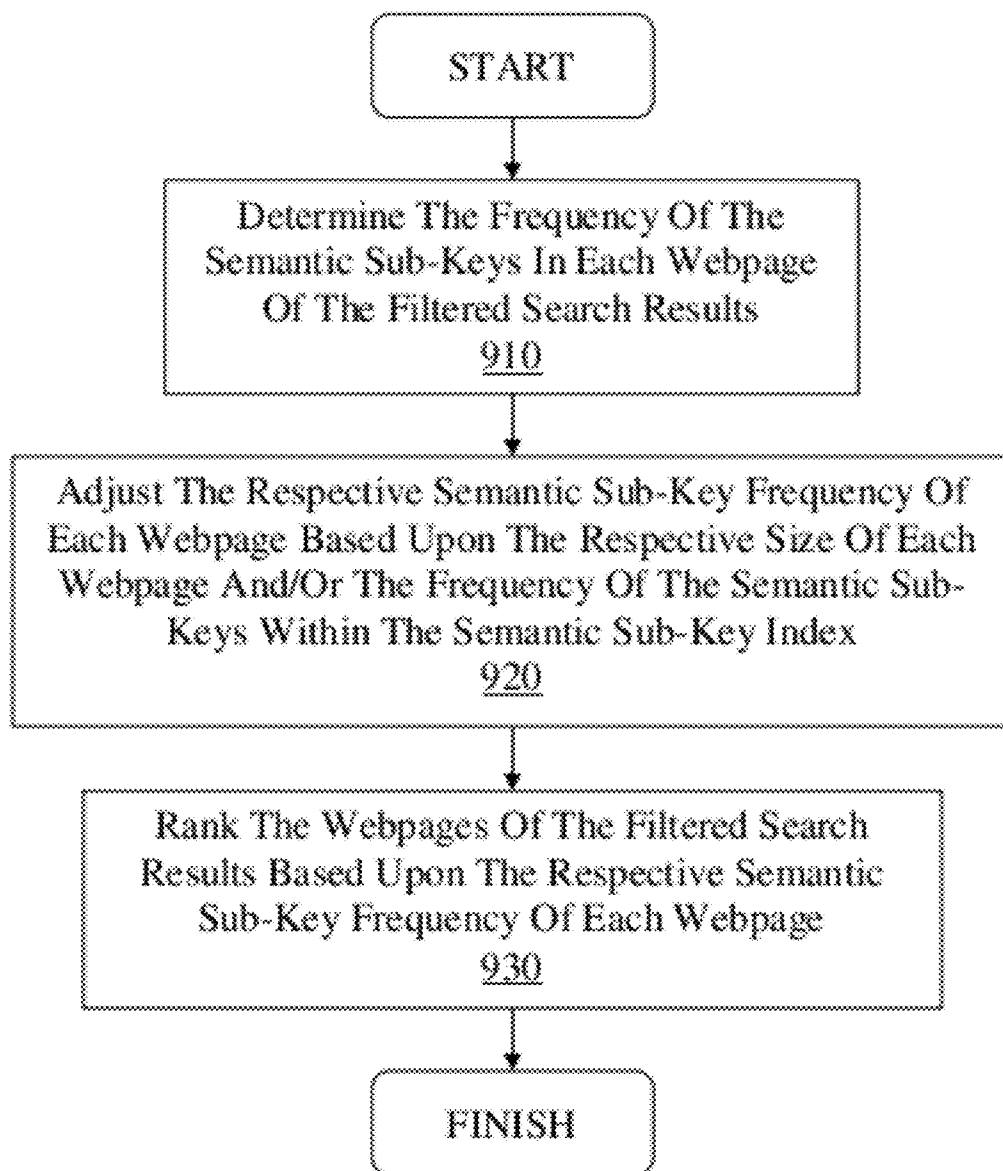 START
Determine The Frequency Of The
Semantic Sub-Keys In Each Webpage
Of The Filtered Search Results
910
Adjust The Respective Semantic Sub-Key Frequency Of
Each Webpage Based Upon The Respective Size Of Each
Webpage And/Or The Frequency Of The Semantic Sub-
Keys Within The Semantic Sub-Key Index
920
Rank The Webpages Of The Filtered Search
Results Based Upon The Respective Semantic
Sub-Key Frequency Of Each Webpage
930
FINISH